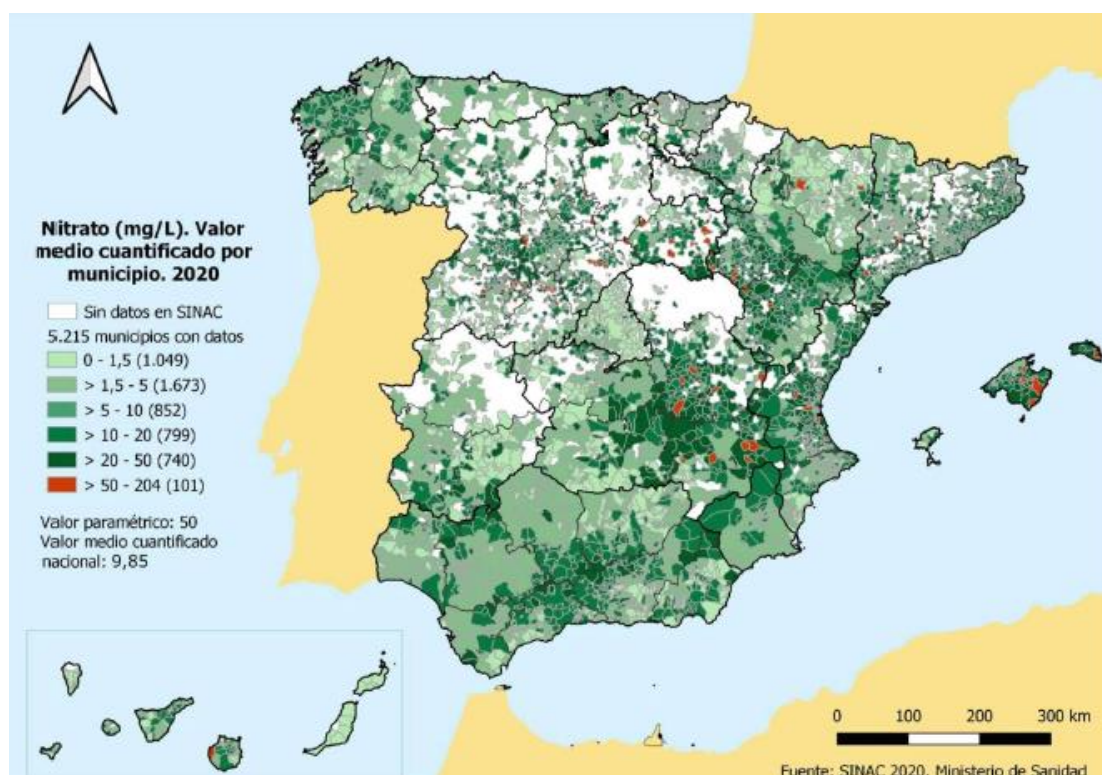 Nitrato (mg/L). Valor
medio cuantificado por
municipio. 2020
Sin datos en SINAC
5.215 municipios con datos
0 - 1,5 (1.049)
> 1,5 - 5 (1.673)
> 5 - 10 (852)
> 10 - 20 (799)
> 20 - 50 (740)
> 50 - 204 (101)
Valor paramétrico: 50
Valor medio cuantificado
nacional: 9,85
0 100 200 300 km
Fuente: SINAC 2020. Ministerio de Sanidad